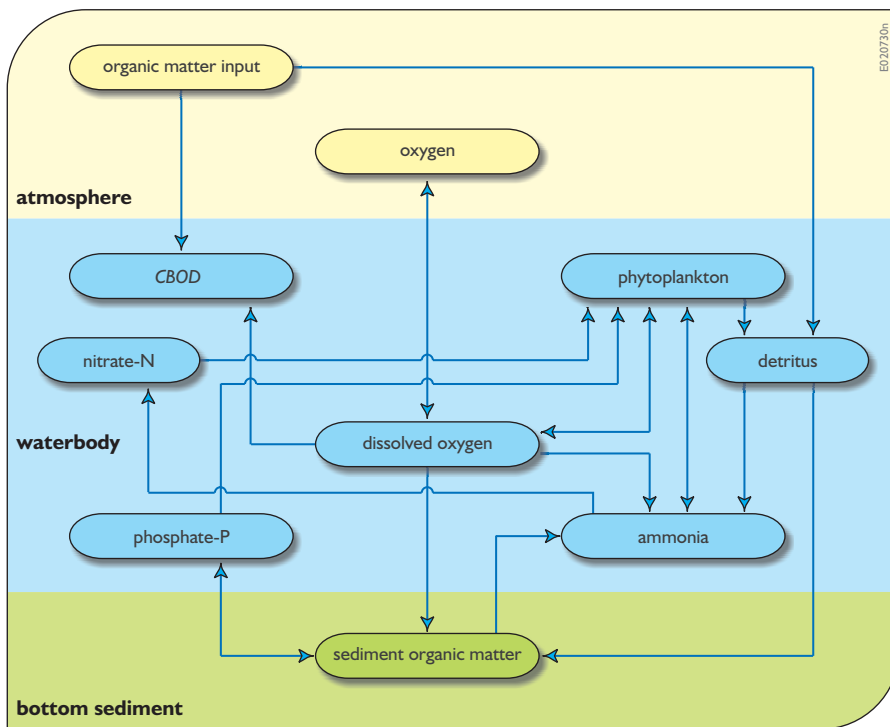 organic matter input
E020730n
oxygen
atmosphere
CBOD
phytoplankton
nitrate-N
detritus
waterbody
dissolved oxygen
phosphate-P
ammonia
sediment organic matter
bottom sediment